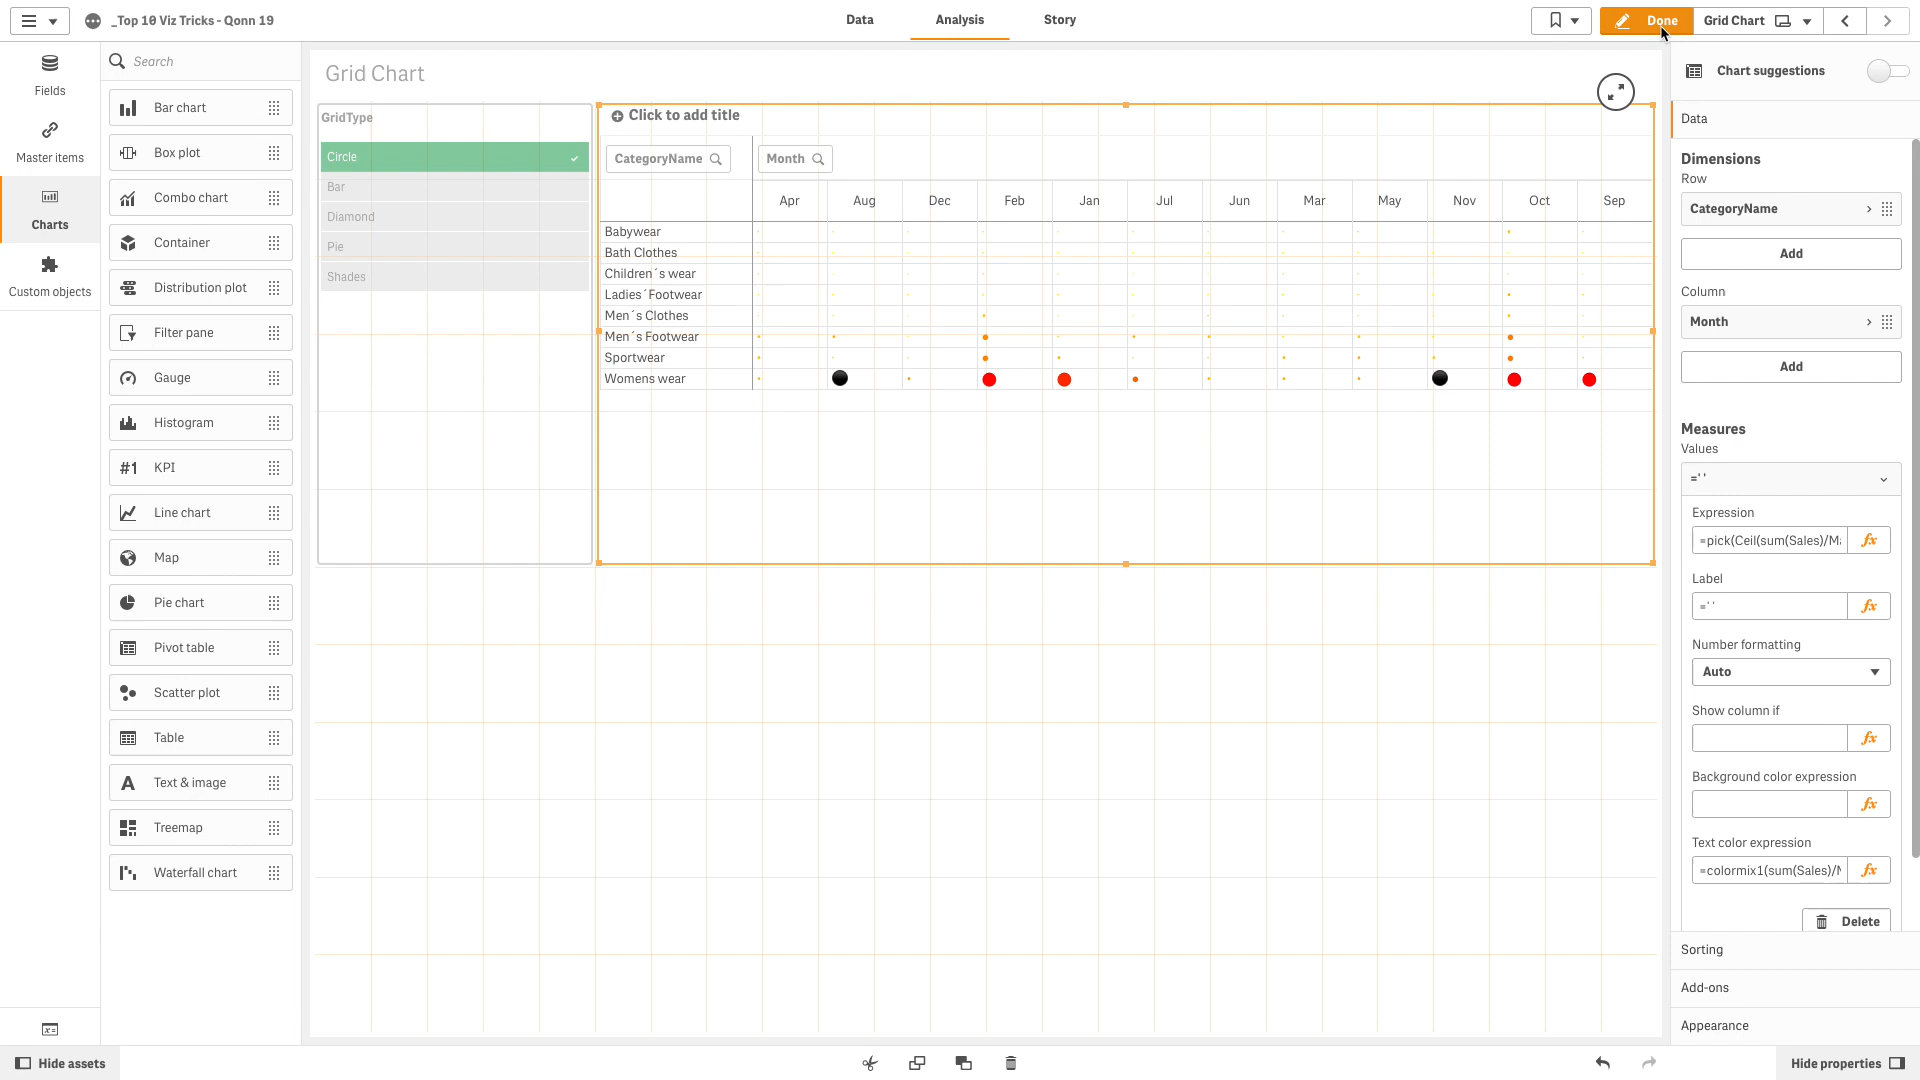 _Top 10 Viz Tricks - Qonn 19
Data
Analysis
Story
Done
Grid Chart
Fields
Master items
Charts
Custom objects
Search
Bar chart
Box plot
Combo chart
Container
Distribution plot
Filter pane
Gauge
Histogram
#1 KPI
Line chart
Map
Pie chart
Pivot table
Scatter plot
Table
A Text & image
Treemap
Waterfall chart
Grid Chart
GridType
Circle
Bar
Diamond
Pie
Shades
Click to add title
CategoryName
Month
Apr Aug Dec Feb Jan Jul Jun Mar May Nov Oct Sep
Babywear
Bath Clothes
Children´s wear
Ladies´Footwear
Men´s Clothes
Men´s Footwear
Sportwear
Womens wear
Chart suggestions
Data
Dimensions
Row
CategoryName
Add
Column
Month
Add
Measures
Values
=' '
Expression
=pick(Ceil(sum(Sales)/Ma
fx
Label
=' '
fx
Number formatting
Auto
Show column if
fx
Background color expression
fx
Text color expression
=colormix1(sum(Sales)/M
fx
Delete
Sorting
Add-ons
Appearance
Hide assets
Hide properties